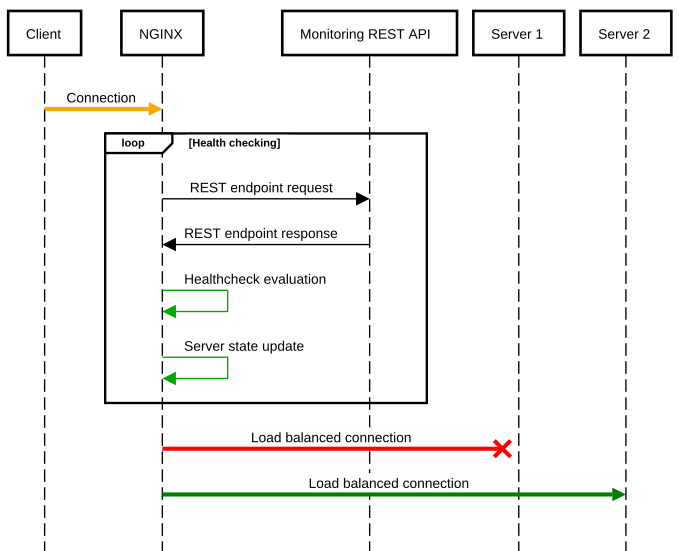 Client
NGINX
Monitoring REST API
Server 1
Server 2
Connection
loop
[Health checking]
REST endpoint request
REST endpoint response
Healthcheck evaluation
Server state update
Load balanced connection
Load balanced connection